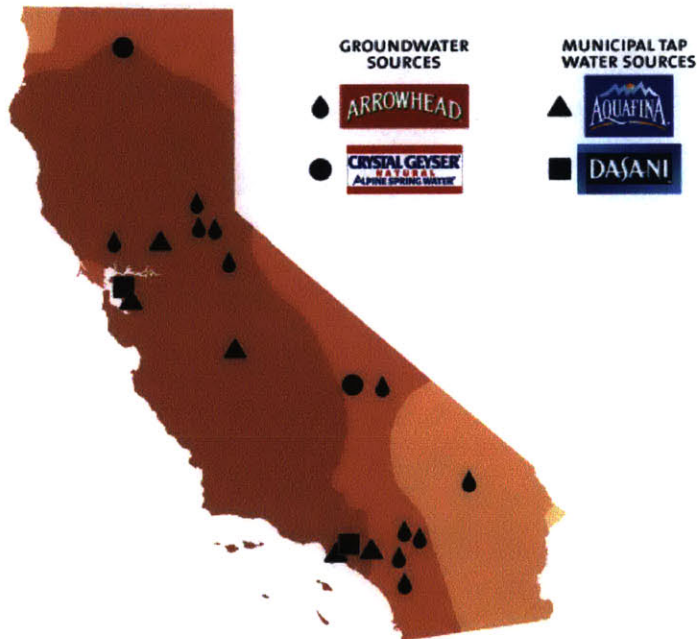 GROUNDWATER
SOURCES
ARROWHEAD
CRYSTAL GEYSER
NATURAL
ALPINE SPRING WATER
MUNICIPAL TAP
WATER SOURCES
AQUAFINA
DASANI